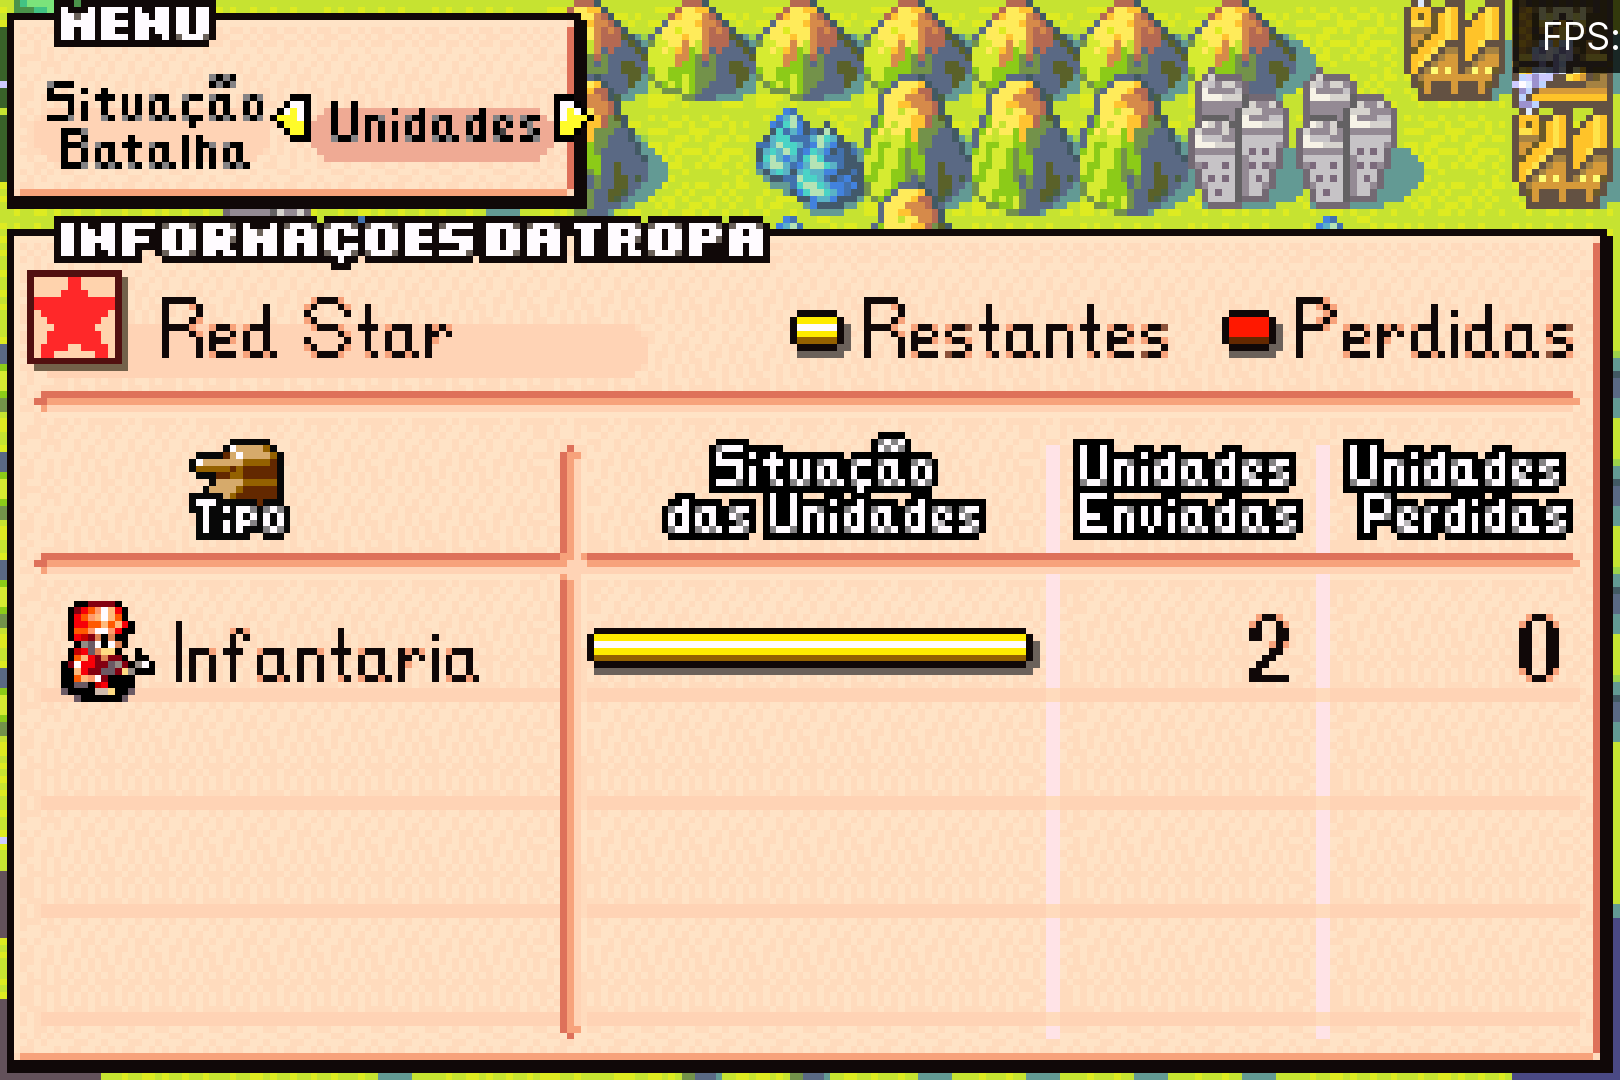 MENU
Situação
Batalha
Unidades
FPS:
INFORMAÇÕES DA TROPA
Red Star
Restantes
Perdidas
Tipo
Situação
das Unidades
Unidades
Enviadas
Unidades
Perdidas
Infantaria
2
0